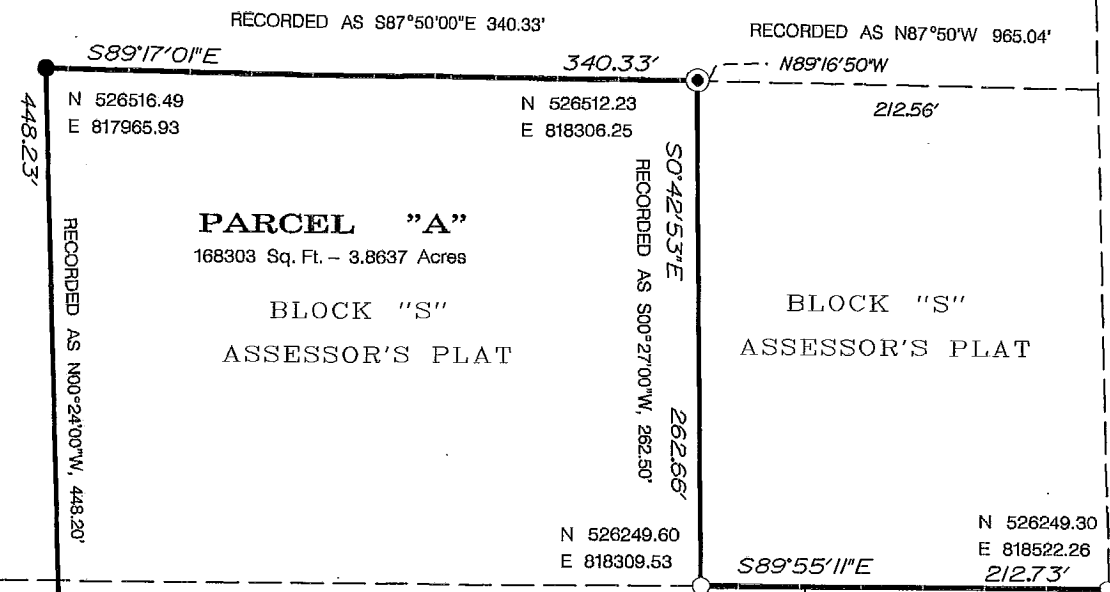 RECORDED AS S87°50'00"E 340.33'
RECORDED AS N87°50'W 965.04'
S89°17'01"E
340.33'
N89°16'50"W
212.56'
N 526516.49
E 817965.93
N 526512.23
E 818306.25
448.23'
RECORDED AS N00°24'00"W, 448.20'
PARCEL "A"
168303 Sq. Ft. – 3.8637 Acres
BLOCK "S"
ASSESSOR'S PLAT
S0°42'53"E
262.66'
RECORDED AS S00°27'00"W, 262.50'
BLOCK "S"
ASSESSOR'S PLAT
N 526249.60
E 818309.53
N 526249.30
E 818522.26
S89°55'11"E
212.73'